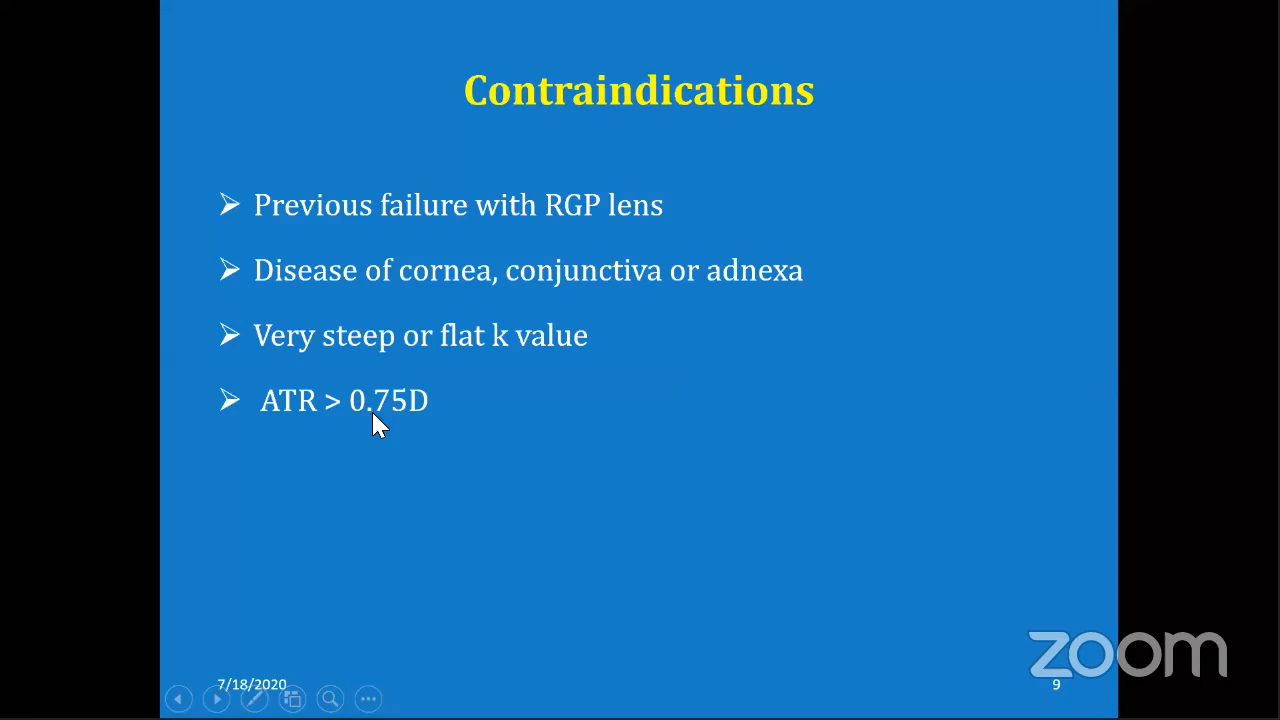 Contraindications
Previous failure with RGP lens
Disease of cornea, conjunctiva or adnexa
Very steep or flat k value
ATR > 0.75D
7/18/2020
9
zoom